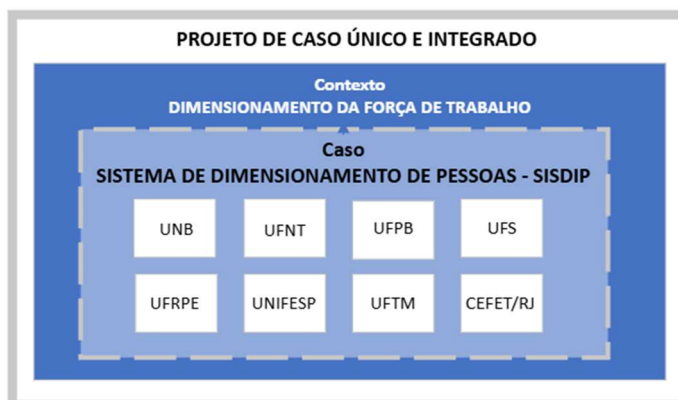 PROJETO DE CASO ÚNICO E INTEGRADO
Contexto
DIMENSIONAMENTO DA FORÇA DE TRABALHO
Caso
SISTEMA DE DIMENSIONAMENTO DE PESSOAS - SISDIP
UNB UFNT UFPB UFS
UFRPE UNIFESP UFTM CEFET/RJ